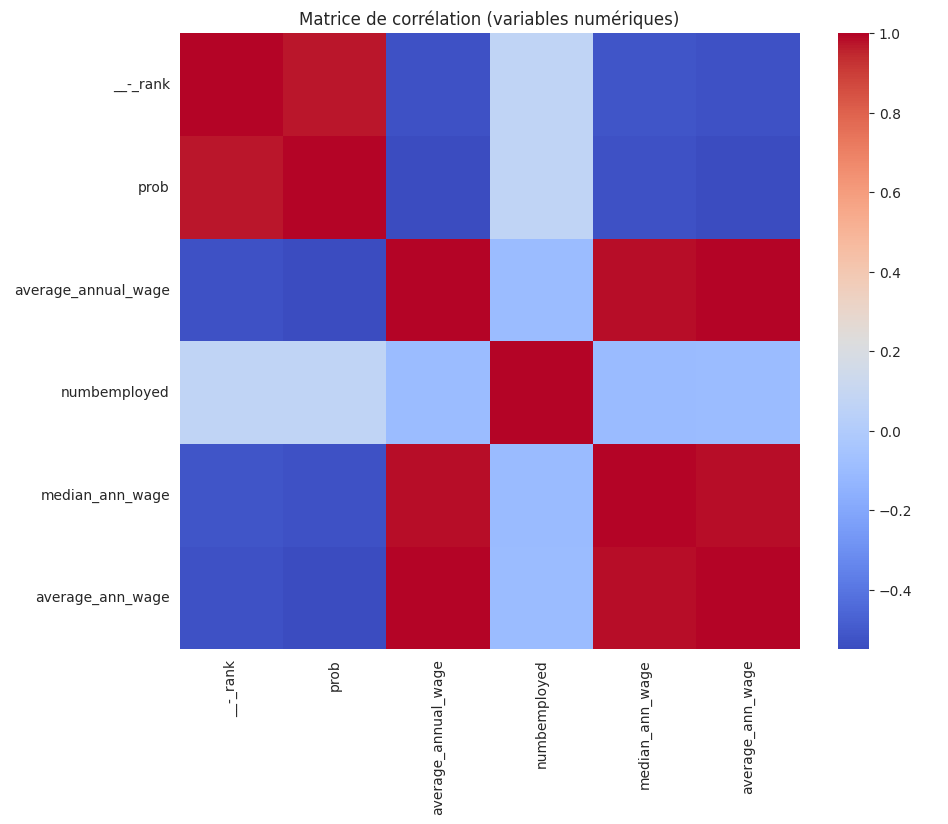 Matrice de corrélation (variables numériques)
__-_rank
prob
average_annual_wage
numbemployed
median_ann_wage
average_ann_wage
__-_rank
prob
average_annual_wage
numbemployed
median_ann_wage
average_ann_wage
1.0
0.8
0.6
0.4
0.2
0.0
−0.2
−0.4